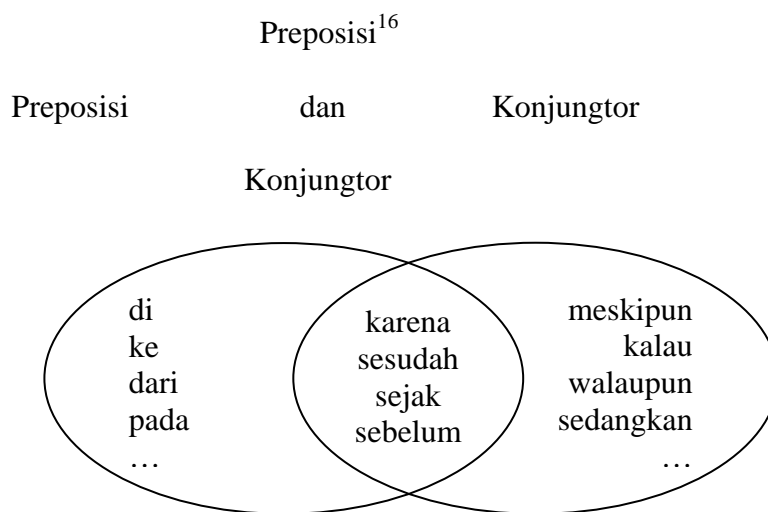 Preposisi16
Preposisi dan Konjungtor
Konjungtor
di
ke
dari
pada
…
karena
sesudah
sejak
sebelum
meskipun
kalau
walaupun
sedangkan
…